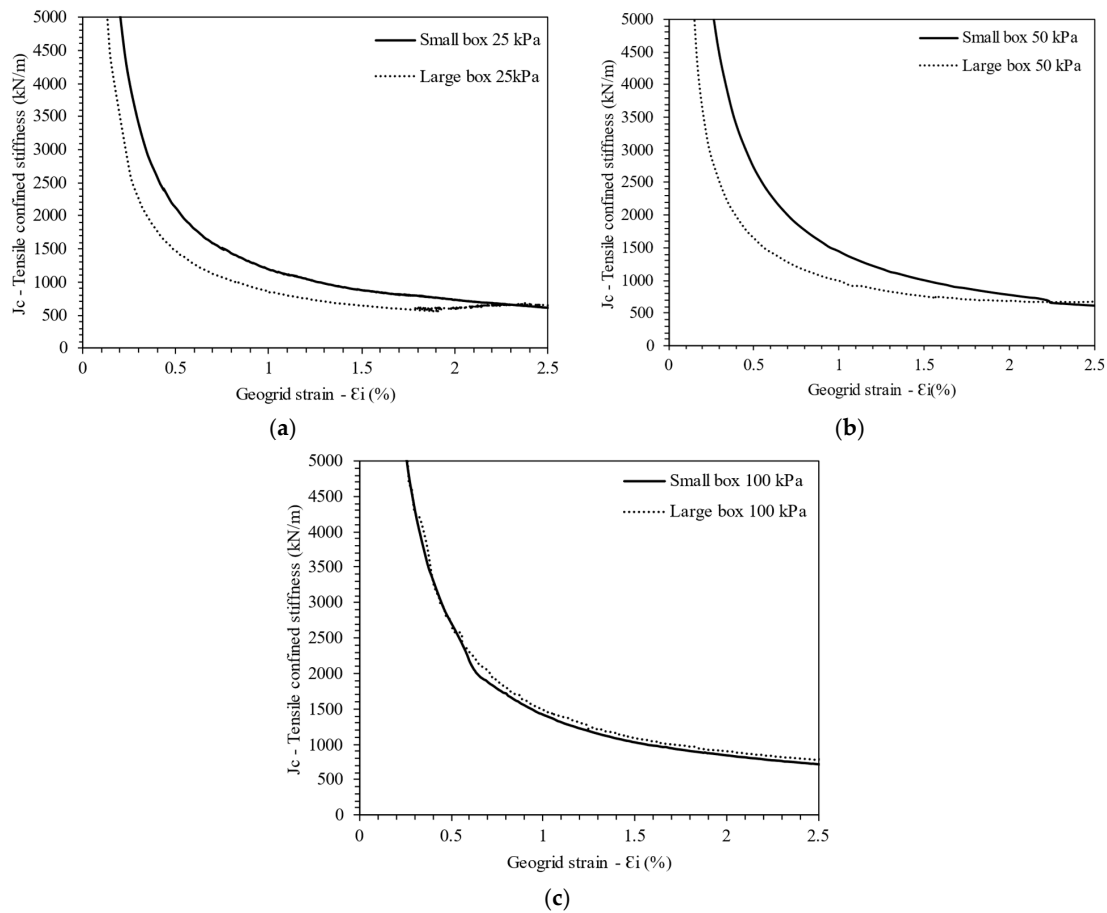 5000
4500
4000
3500
3000
2500
2000
1500
1000
500
0
Jc - Tensile confined stiffness (kN/m)
Small box 25 kPa
Large box 25kPa
0 0.5 1 1.5 2 2.5
Geogrid strain - Ɛi (%)
(a)
5000
4500
4000
3500
3000
2500
2000
1500
1000
500
0
Jc - Tensile confined stiffness (kN/m)
Small box 50 kPa
Large box 50 kPa
0 0.5 1 1.5 2 2.5
Geogrid strain - Ɛi(%)
(b)
5000
4500
4000
3500
3000
2500
2000
1500
1000
500
0
Jc - Tensile confined stiffness (kN/m)
Small box 100 kPa
Large box 100 kPa
0 0.5 1 1.5 2 2.5
Geogrid strain - Ɛi (%)
(c)